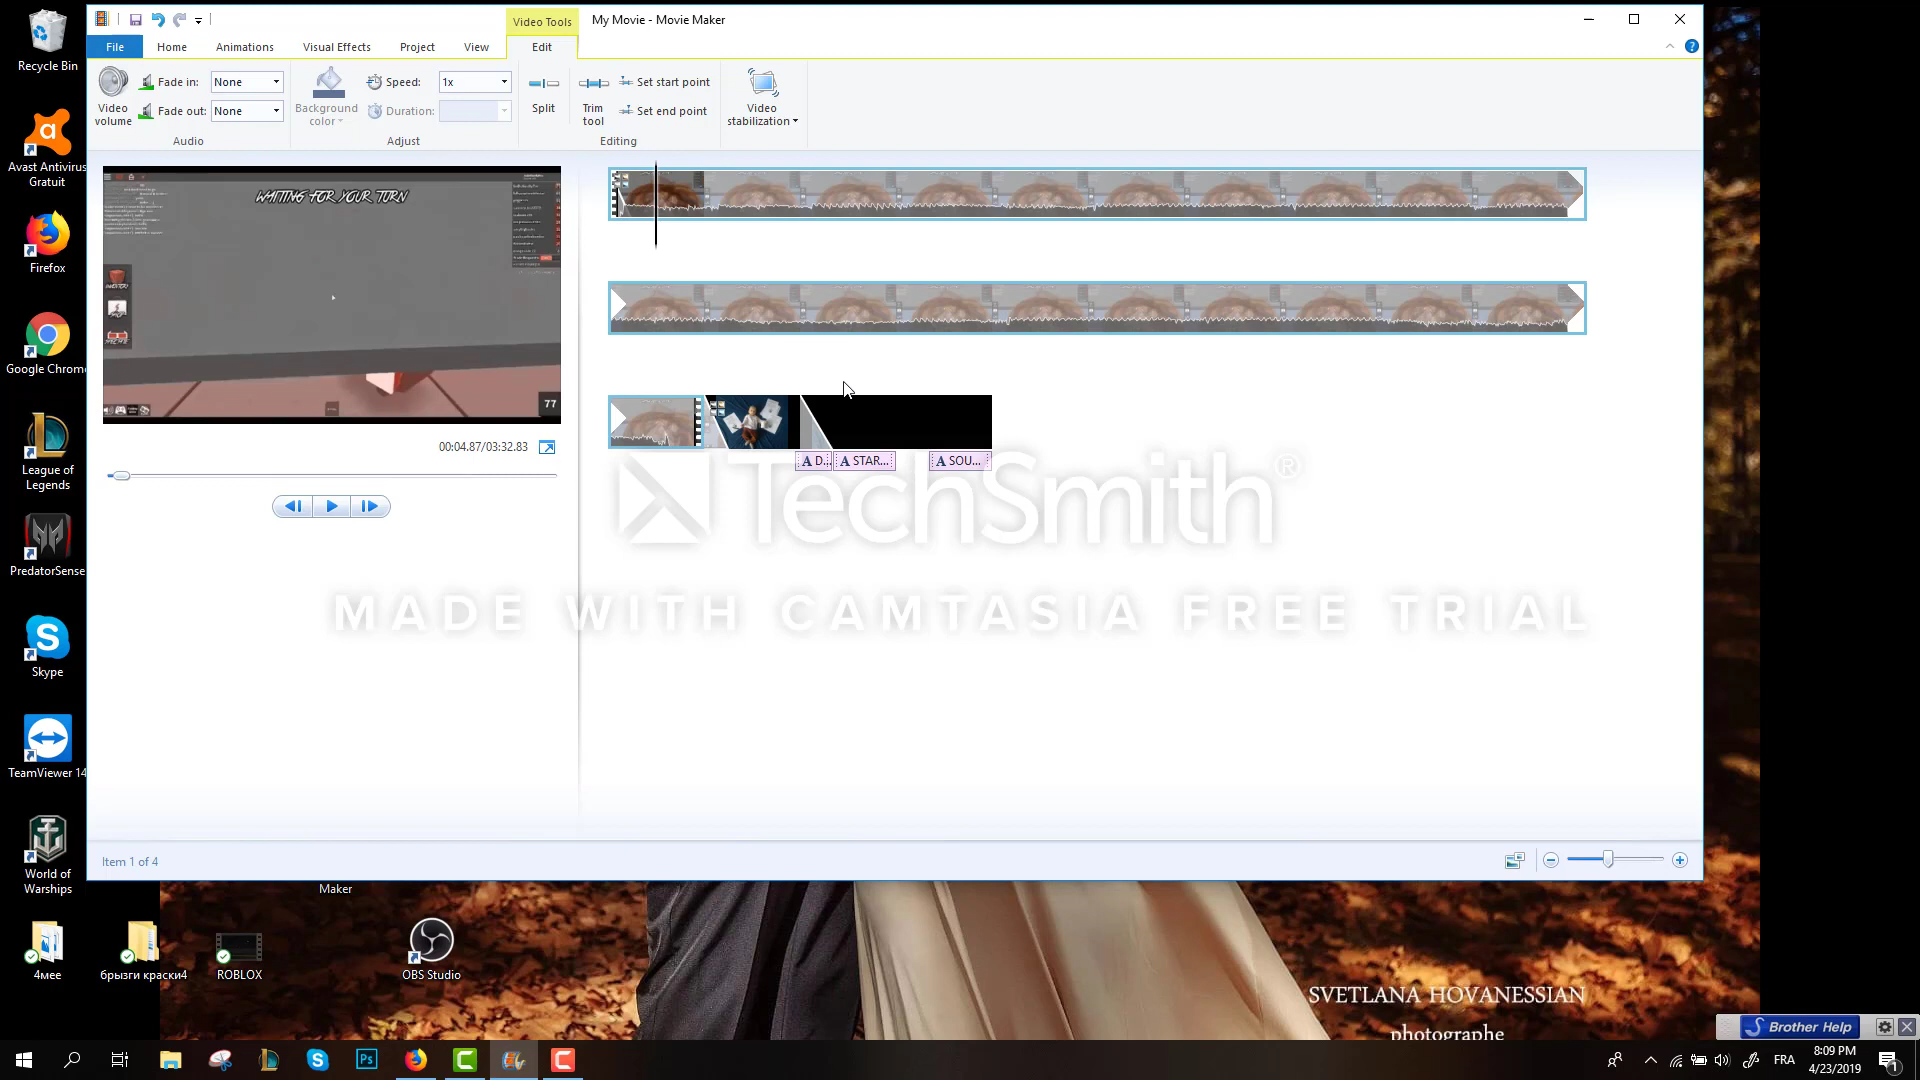 Video Tools
My Movie - Movie Maker
File
Home
Animations
Visual Effects
Project
View
Edit
Video
volume
Fade in:
None
Fade out:
None
Audio
Background
color
Speed:
1x
Duration:
Adjust
Split
Trim
tool
Set start point
Set end point
Editing
Video
stabilization
WAITING FOR YOUR TURN
77
00:04.87/03:32.83
A D...
A STAR...
A SOU...
TechSmith®
MADE WITH CAMTASIA FREE TRIAL
Item 1 of 4
Recycle Bin
Avast Antivirus
Gratuit
Firefox
Google Chrome
League of
Legends
PredatorSense
Skype
TeamViewer 14
World of
Warships
Maker
4мее
брызги краски4
ROBLOX
OBS Studio
SVETLANA HOVANESSIAN
photographe
Brother Help
Ps
FRA
8:09 PM
4/23/2019
1